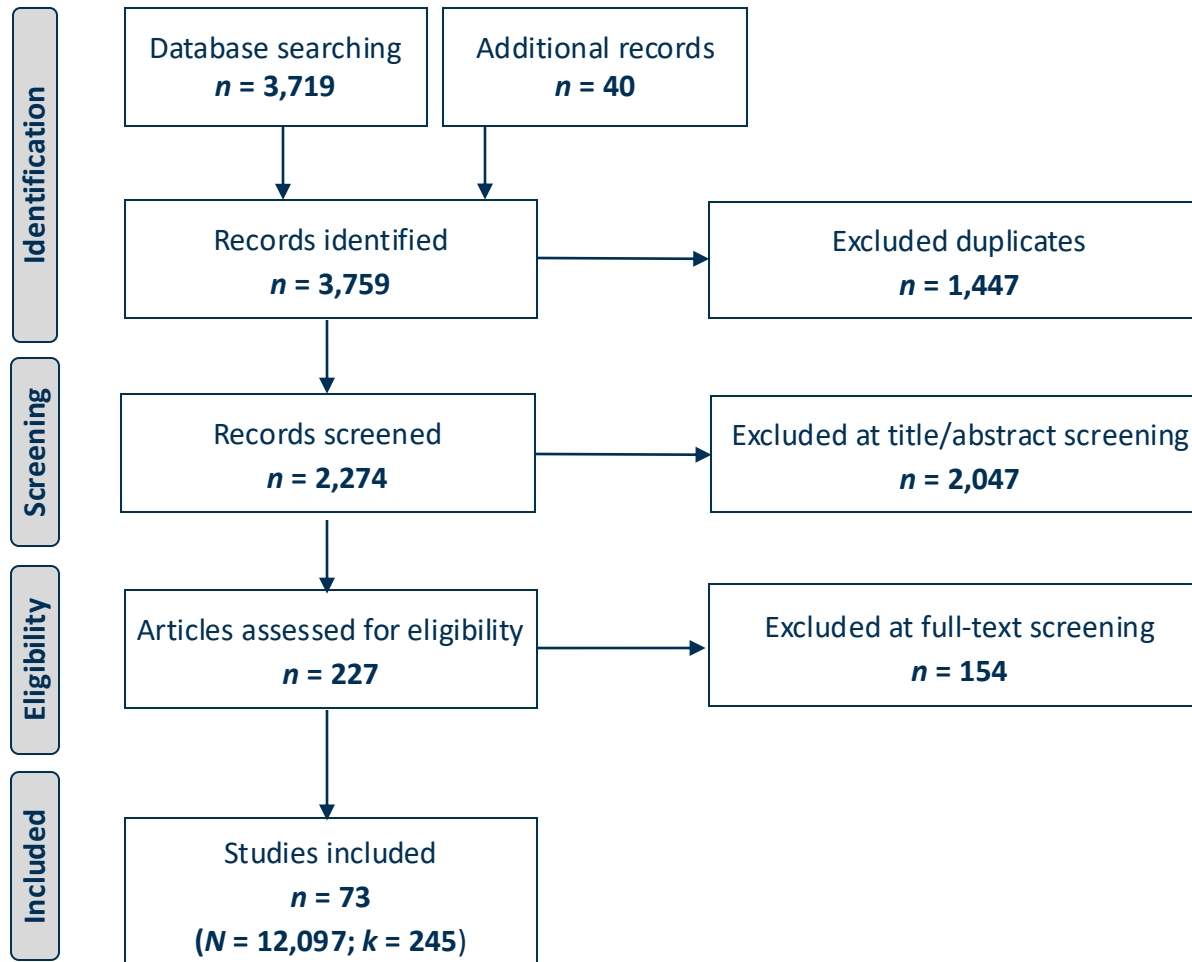 Identification
Database searching
n = 3,719
Additional records
n = 40
Records identified
n = 3,759
Excluded duplicates
n = 1,447
Screening
Records screened
n = 2,274
Excluded at title/abstract screening
n = 2,047
Eligibility
Articles assessed for eligibility
n = 227
Excluded at full-text screening
n = 154
Included
Studies included
n = 73
(N = 12,097; k = 245)